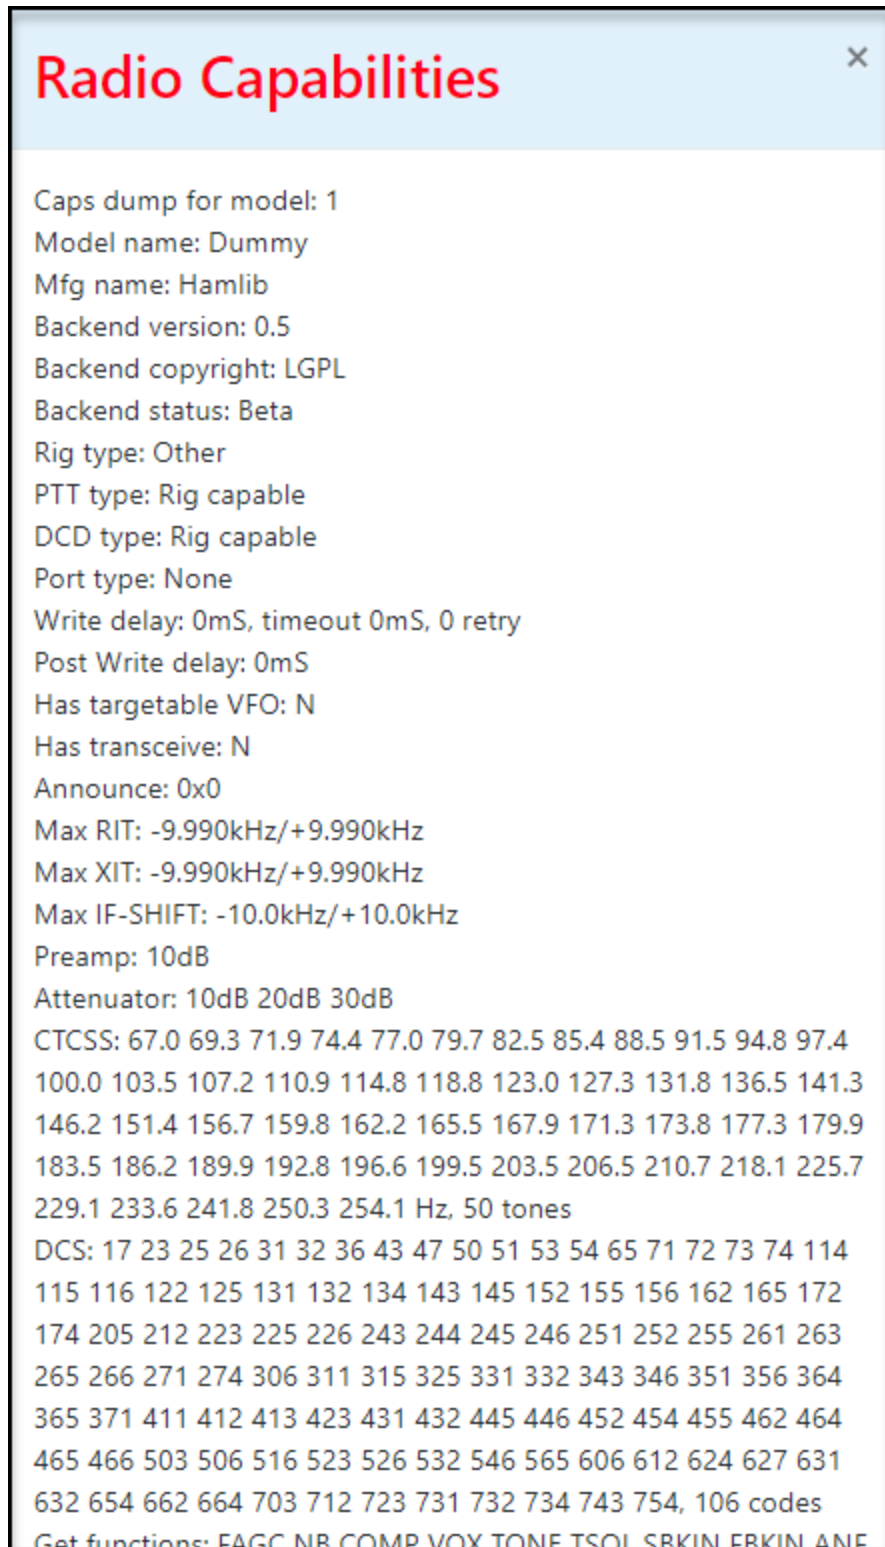 Radio Capabilities
×
Caps dump for model: 1
Model name: Dummy
Mfg name: Hamlib
Backend version: 0.5
Backend copyright: LGPL
Backend status: Beta
Rig type: Other
PTT type: Rig capable
DCD type: Rig capable
Port type: None
Write delay: 0mS, timeout 0mS, 0 retry
Post Write delay: 0mS
Has targetable VFO: N
Has transceive: N
Announce: 0x0
Max RIT: -9.990kHz/+9.990kHz
Max XIT: -9.990kHz/+9.990kHz
Max IF-SHIFT: -10.0kHz/+10.0kHz
Preamp: 10dB
Attenuator: 10dB 20dB 30dB
CTCSS: 67.0 69.3 71.9 74.4 77.0 79.7 82.5 85.4 88.5 91.5 94.8 97.4
100.0 103.5 107.2 110.9 114.8 118.8 123.0 127.3 131.8 136.5 141.3
146.2 151.4 156.7 159.8 162.2 165.5 167.9 171.3 173.8 177.3 179.9
183.5 186.2 189.9 192.8 196.6 199.5 203.5 206.5 210.7 218.1 225.7
229.1 233.6 241.8 250.3 254.1 Hz, 50 tones
DCS: 17 23 25 26 31 32 36 43 47 50 51 53 54 65 71 72 73 74 114
115 116 122 125 131 132 134 143 145 152 155 156 162 165 172
174 205 212 223 225 226 243 244 245 246 251 252 255 261 263
265 266 271 274 306 311 315 325 331 332 343 346 351 356 364
365 371 411 412 413 423 431 432 445 446 452 454 455 462 464
465 466 503 506 516 523 526 532 546 565 606 612 624 627 631
632 654 662 664 703 712 723 731 732 734 743 754, 106 codes
Get functions: FAGC NB COMP VOX TONE TSQL SBKIN FBKIN ANF